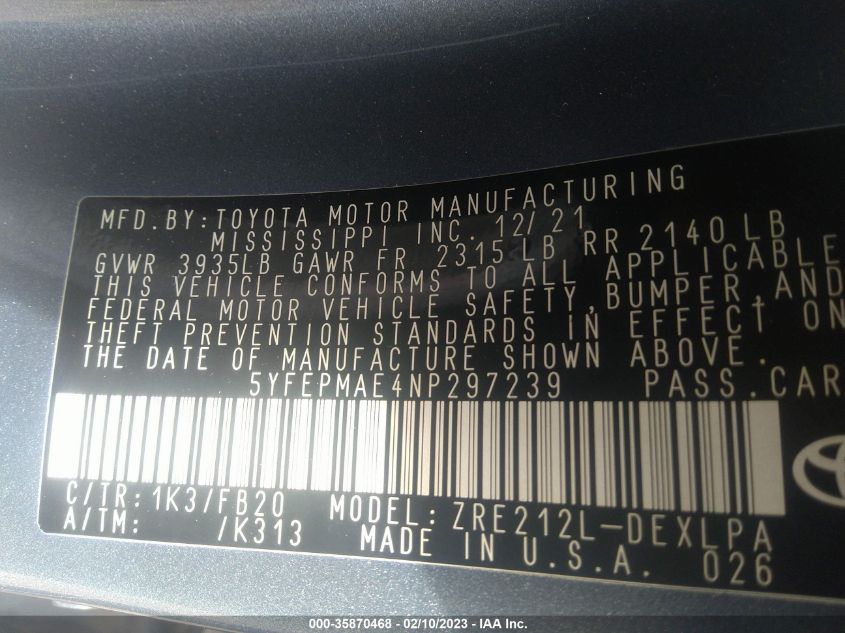 MFD.BY:TOYOTA MOTOR MANUFACTURING
MISSISSIPPI INC. 12/21
GVWR 3935LB GAWR FR 2315LB RR 2140LB
THIS VEHICLE CONFORMS TO ALL APPLICABLE
FEDERAL MOTOR VEHICLE SAFETY,BUMPER,AND
THEFT PREVENTION STANDARDS IN EFFECT ON
THE DATE OF MANUFACTURE SHOWN ABOVE.
5YFEPMAE4NP297239 PASS.CAR
C/TR:1K3/FB20 MODEL:ZRE212L-DEXLPA
A/TM: /K313 MADE IN U.S.A. 026
000-35870468 - 02/10/2023 - IAA Inc.